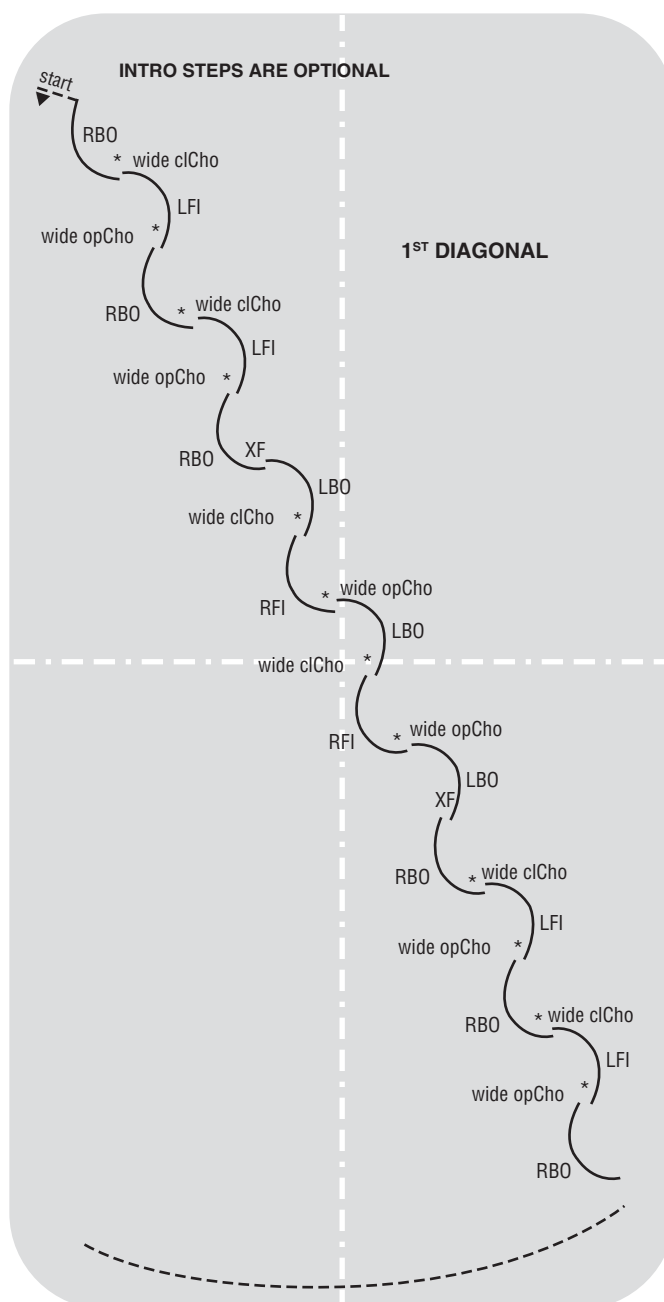 INTRO STEPS ARE OPTIONAL
start
RBO
* wide clCho
LFI
wide opCho *
1ST DIAGONAL
RBO
* wide clCho
LFI
wide opCho *
RBO
XF
LBO
wide clCho *
RFI
* wide opCho
LBO
wide clCho *
RFI
* wide opCho
LBO
XF
RBO
* wide clCho
LFI
wide opCho *
RBO
* wide clCho
LFI
wide opCho *
RBO